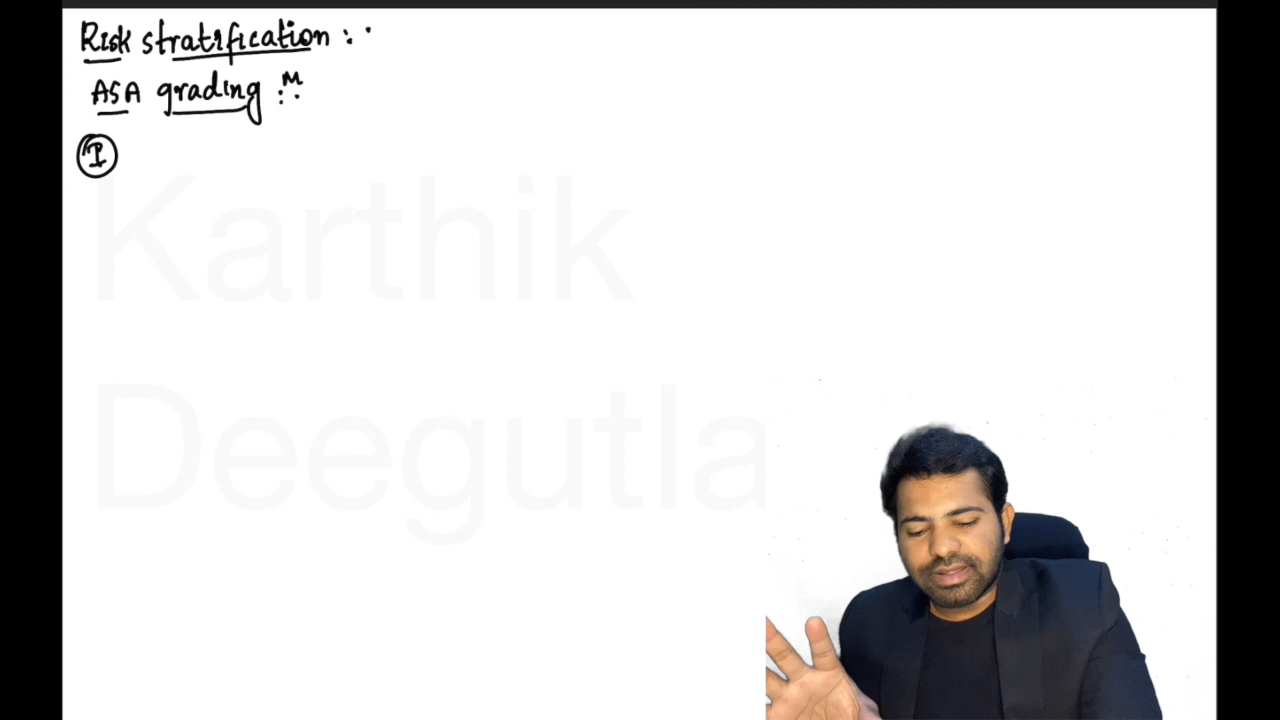 Risk stratification :·
ASA grading :. M
I
Karthik
Deegutla